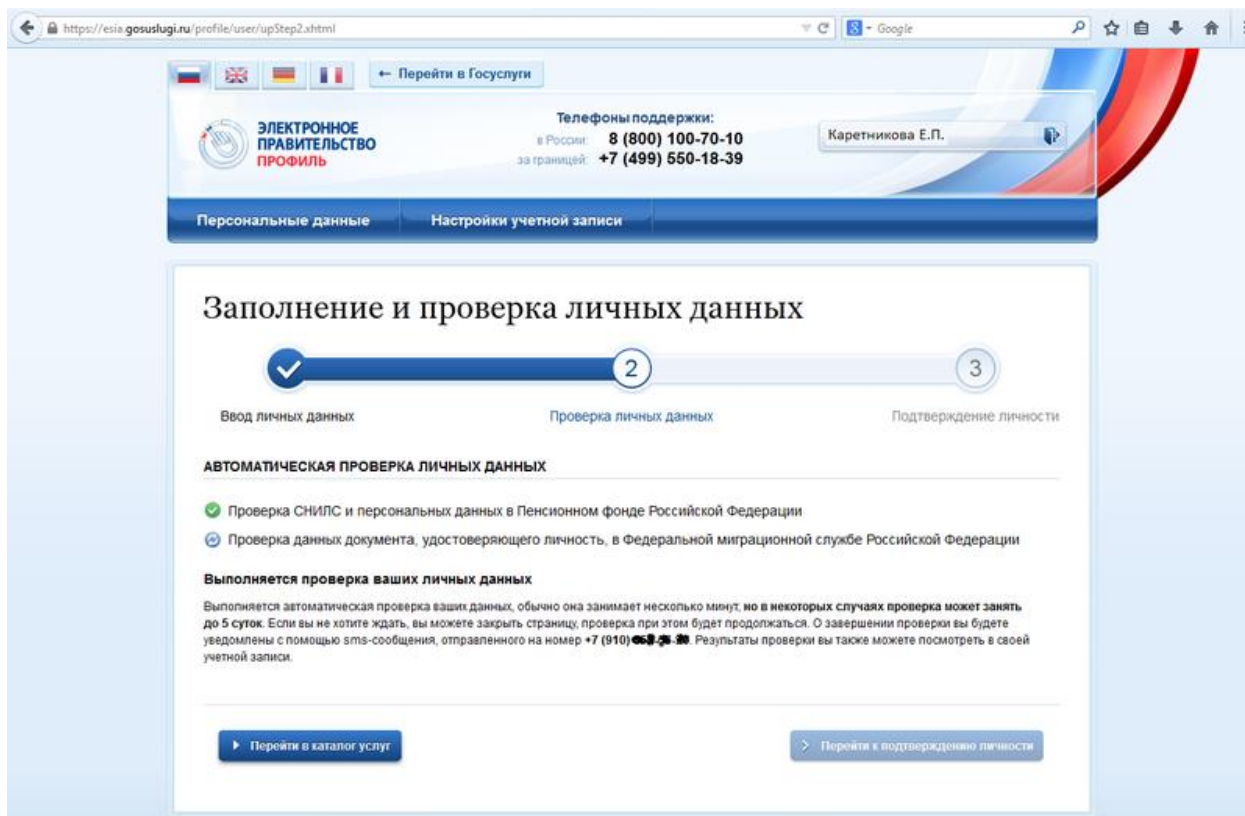 https://esia.gosuslugi.ru/profile/user/upStep2.xhtml
Google
← Перейти в Госуслуги
ЭЛЕКТРОННОЕ
ПРАВИТЕЛЬСТВО
ПРОФИЛЬ
Телефоны поддержки:
в России: 8 (800) 100-70-10
за границей: +7 (499) 550-18-39
Каретникова Е.П.
Персональные данные Настройки учетной записи
Заполнение и проверка личных данных
2 3
Ввод личных данных Проверка личных данных Подтверждение личности
АВТОМАТИЧЕСКАЯ ПРОВЕРКА ЛИЧНЫХ ДАННЫХ
Проверка СНИЛС и персональных данных в Пенсионном фонде Российской Федерации
Проверка данных документа, удостоверяющего личность, в Федеральной миграционной службе Российской Федерации
Выполняется проверка ваших личных данных
Выполняется автоматическая проверка ваших данных, обычно она занимает несколько минут, но в некоторых случаях проверка может занять
до 5 суток. Если вы не хотите ждать, вы можете закрыть страницу, проверка при этом будет продолжаться. О завершении проверки вы будете
уведомлены с помощью sms-сообщения, отправленного на номер +7 (910) . Результаты проверки вы также можете посмотреть в своей
учетной записи.
Перейти в каталог услуг Перейти к подтверждению личности